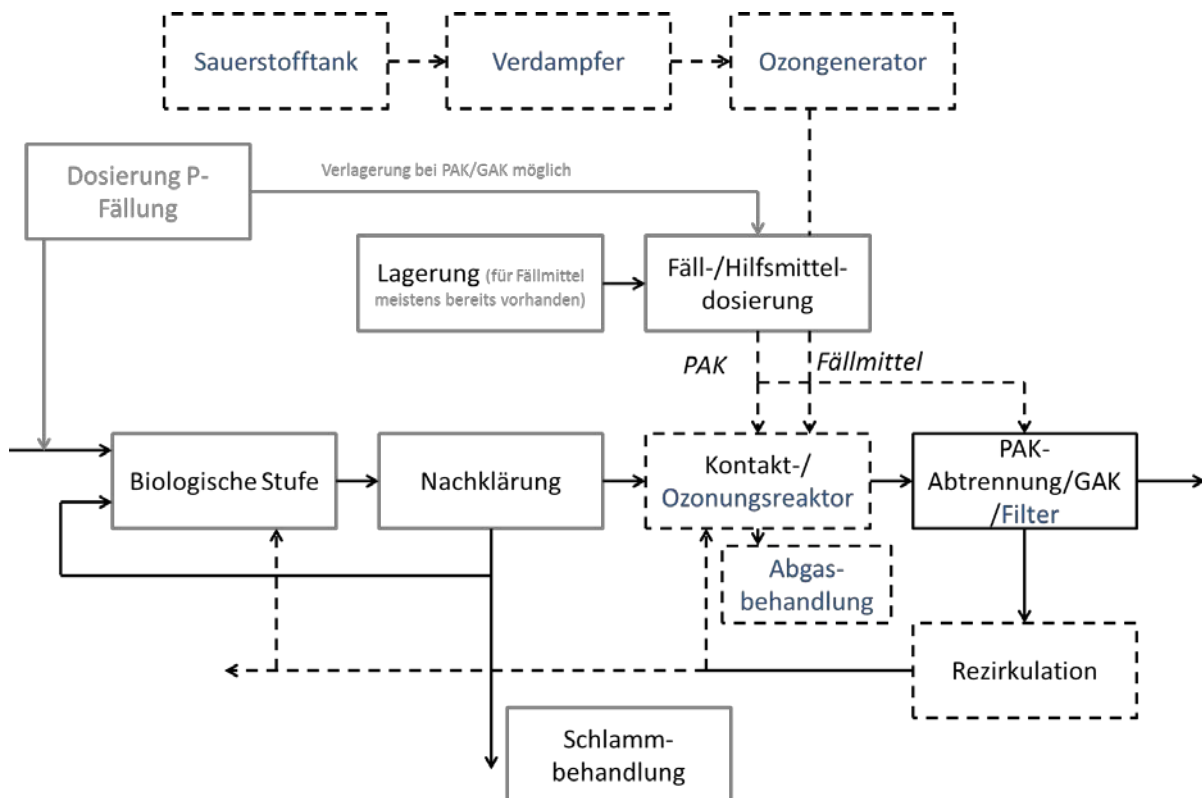 Sauerstofftank
Verdampfer
Ozongenerator
Dosierung P-
Fällung
Verlagerung bei PAK/GAK möglich
Lagerung (für Fällmittel
meistens bereits vorhanden)
Fäll-/Hilfsmittel-
dosierung
PAK
Fällmittel
Biologische Stufe
Nachklärung
Kontakt-/
Ozonungsreaktor
PAK-
Abtrennung/GAK
/Filter
Abgas-
behandlung
Rezirkulation
Schlamm-
behandlung